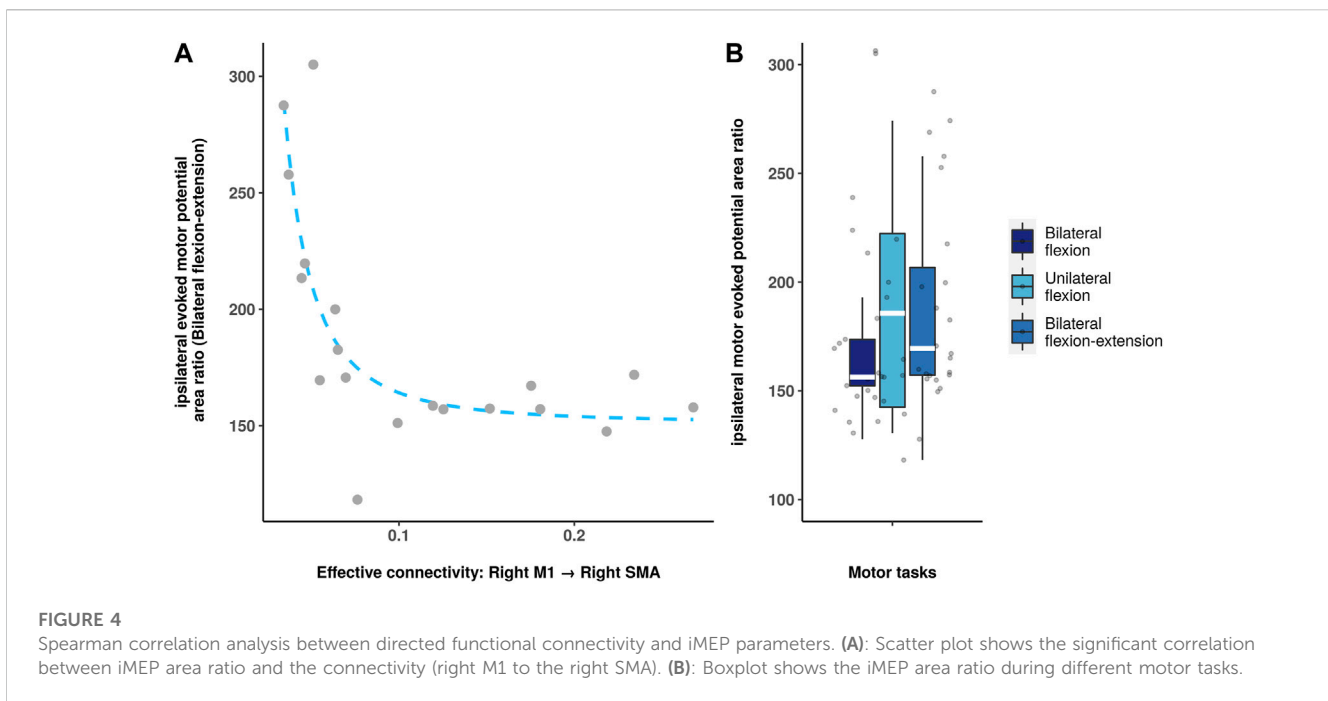 A
300
250
200
150
ipsilateral evoked motor potential
area ratio (Bilateral flexion-extension)
0.1
0.2
Effective connectivity: Right M1 → Right SMA
B
300
250
200
150
100
ipsilateral motor evoked potential area ratio
Motor tasks
Bilateral
flexion
Unilateral
flexion
Bilateral
flexion-extension
FIGURE 4
Spearman correlation analysis between directed functional connectivity and iMEP parameters. (A): Scatter plot shows the significant correlation
between iMEP area ratio and the connectivity (right M1 to the right SMA). (B): Boxplot shows the iMEP area ratio during different motor tasks.